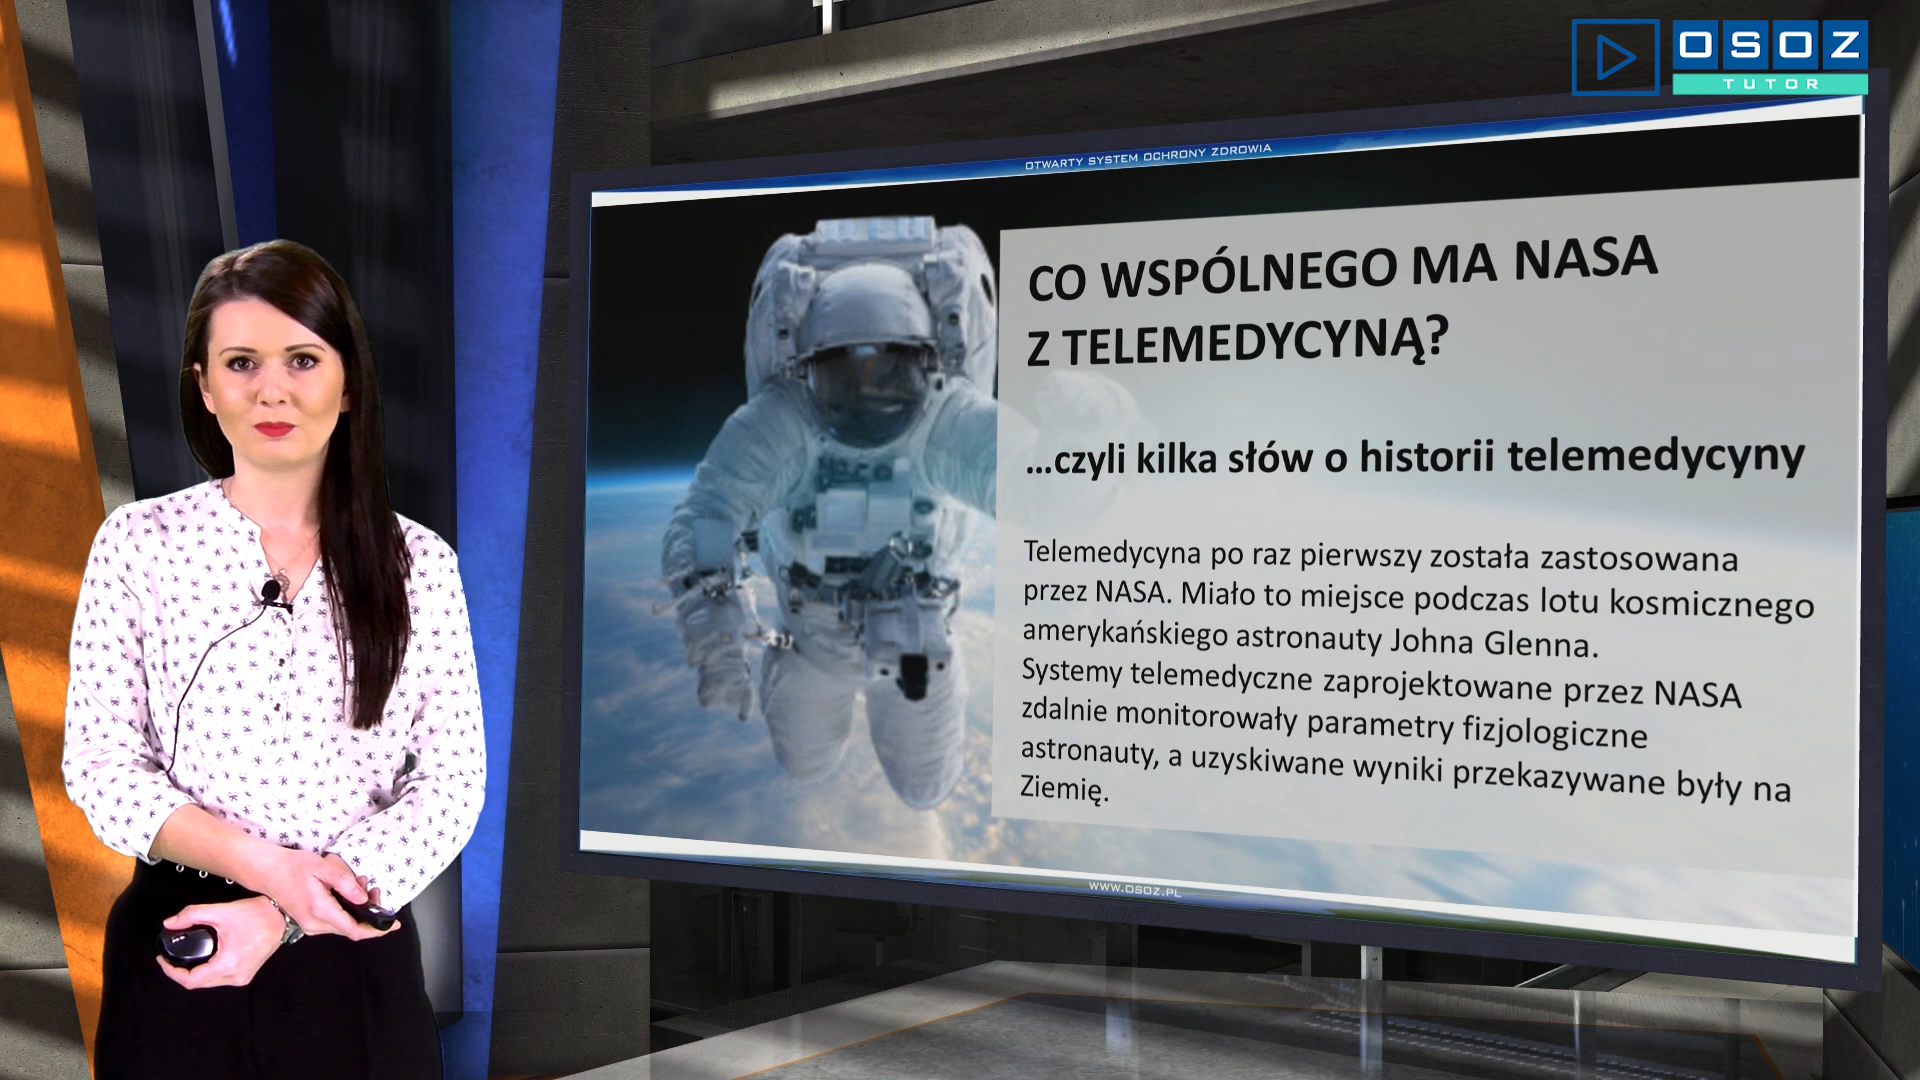 OSOZ
TUTOR
OTWARTY SYSTEM OCHRONY ZDROWIA
CO WSPÓLNEGO MA NASA
Z TELEMEDYCYNĄ?
...czyli kilka słów o historii telemedycyny
Telemedycyna po raz pierwszy została zastosowana
przez NASA. Miało to miejsce podczas lotu kosmicznego
amerykańskiego astronauty Johna Glenna.
Systemy telemedyczne zaprojektowane przez NASA
zdalnie monitorowały parametry fizjologiczne
astronauty, a uzyskiwane wyniki przekazywane były na
Ziemię.
WWW.OSOZ.PL